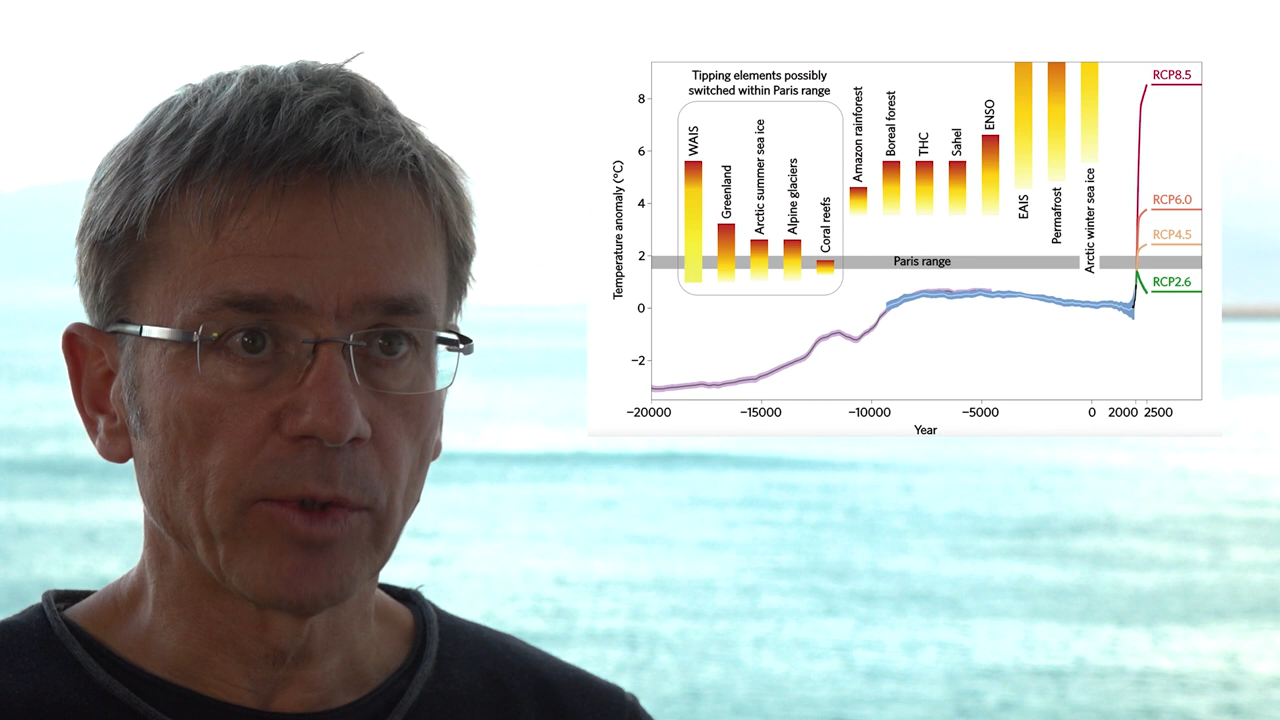 Tipping elements possibly
switched within Paris range
WAIS
Greenland
Arctic summer sea ice
Alpine glaciers
Coral reefs
Amazon rainforest
Boreal forest
THC
Sahel
ENSO
EAIS
Permafrost
Arctic winter sea ice
RCP8.5
RCP6.0
RCP4.5
RCP2.6
Paris range
Temperature anomaly (°C)
8
6
4
2
0
−2
−20000 −15000 −10000 −5000 0 2000 2500
Year